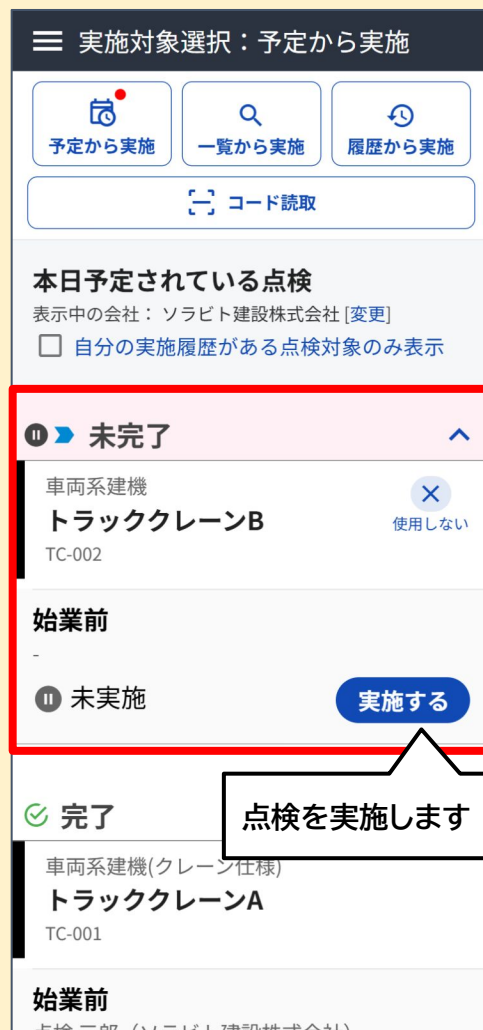 実施対象選択：予定から実施
予定から実施
一覧から実施
履歴から実施
コード読取
本日予定されている点検
表示中の会社： ソラビト建設株式会社 [変更]
自分の実施履歴がある点検対象のみ表示
未完了
車両系建機
トラッククレーンB
使用しない
TC-002
始業前
-
未実施
実施する
点検を実施します
完了
車両系建機(クレーン仕様)
トラッククレーンA
TC-001
始業前